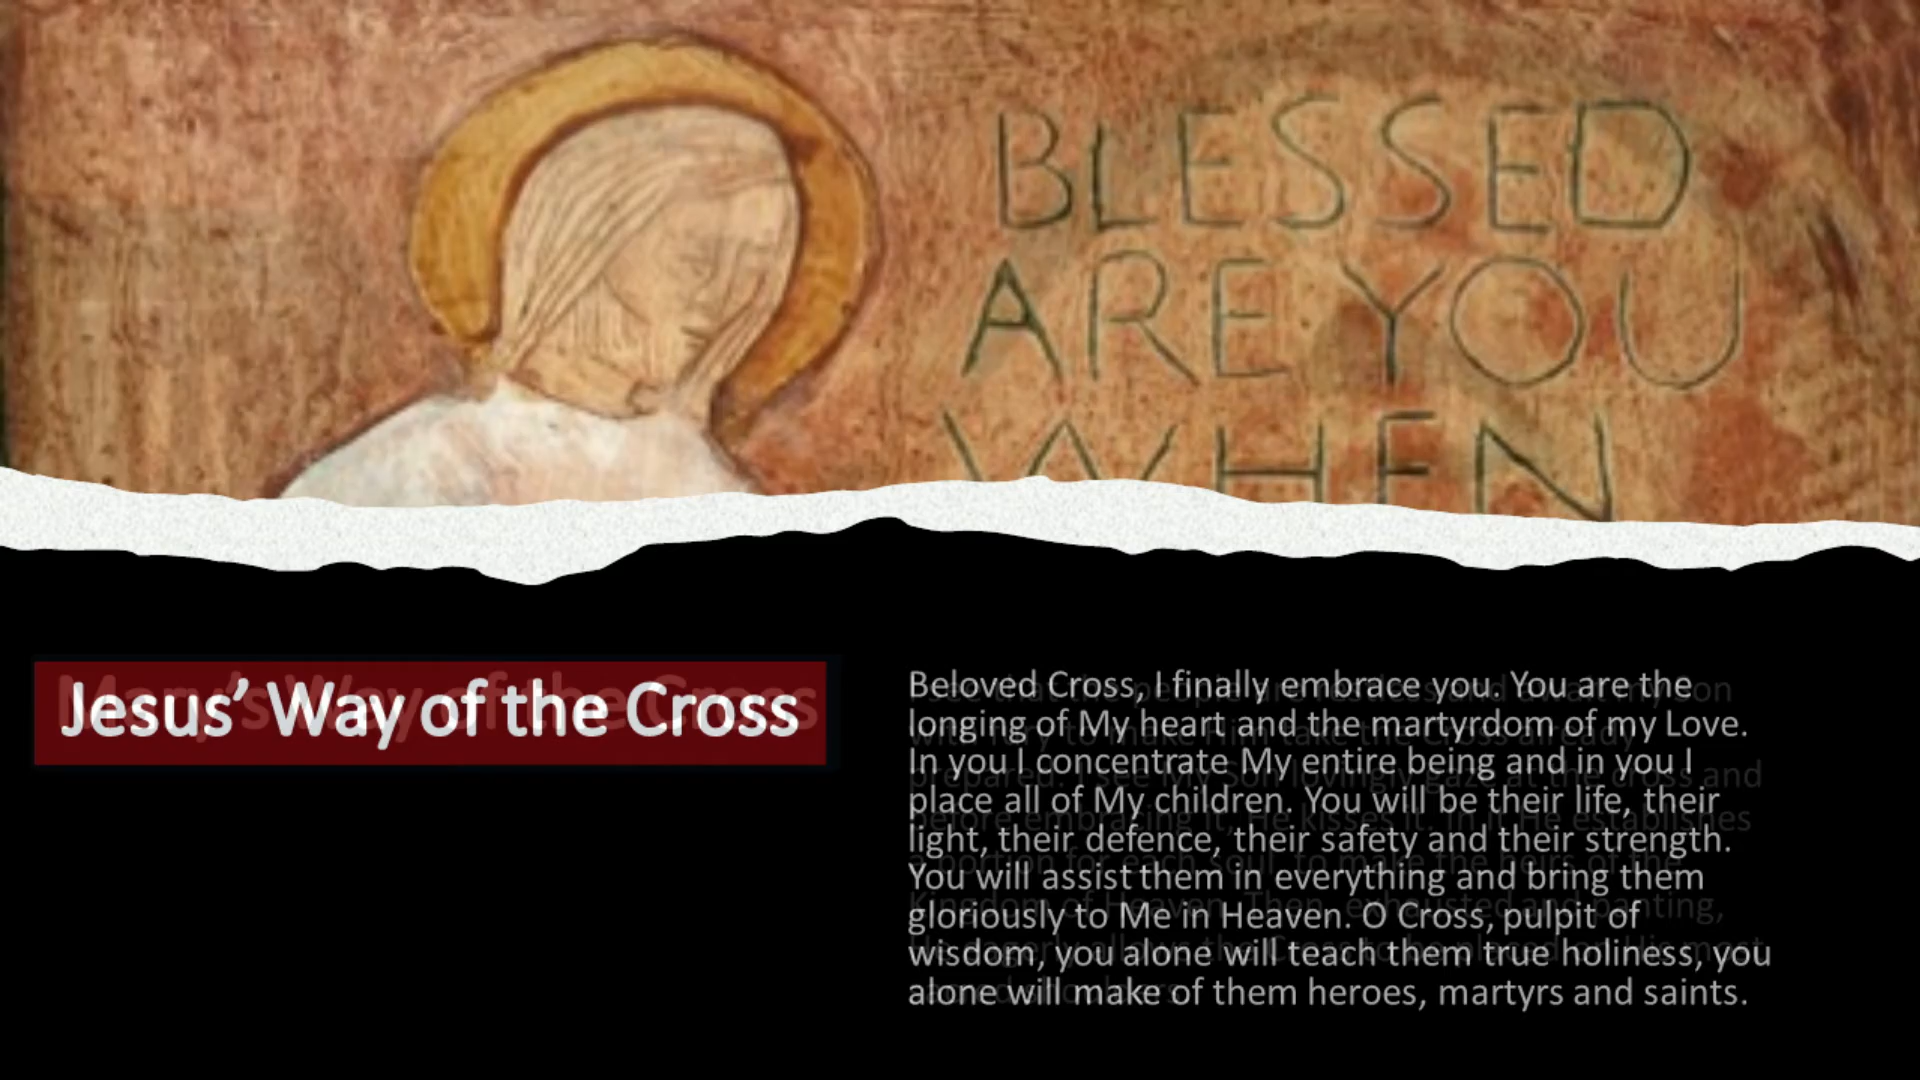 BLESSED
ARE YOU
WHEN
Jesus’ Way of the Cross
Beloved Cross, I finally embrace you. You are the
longing of My heart and the martyrdom of my Love.
In you I concentrate My entire being and in you I
place all of My children. You will be their life, their
light, their defence, their safety and their strength.
You will assist them in everything and bring them
gloriously to Me in Heaven. O Cross, pulpit of
wisdom, you alone will teach them true holiness, you
alone will make of them heroes, martyrs and saints.